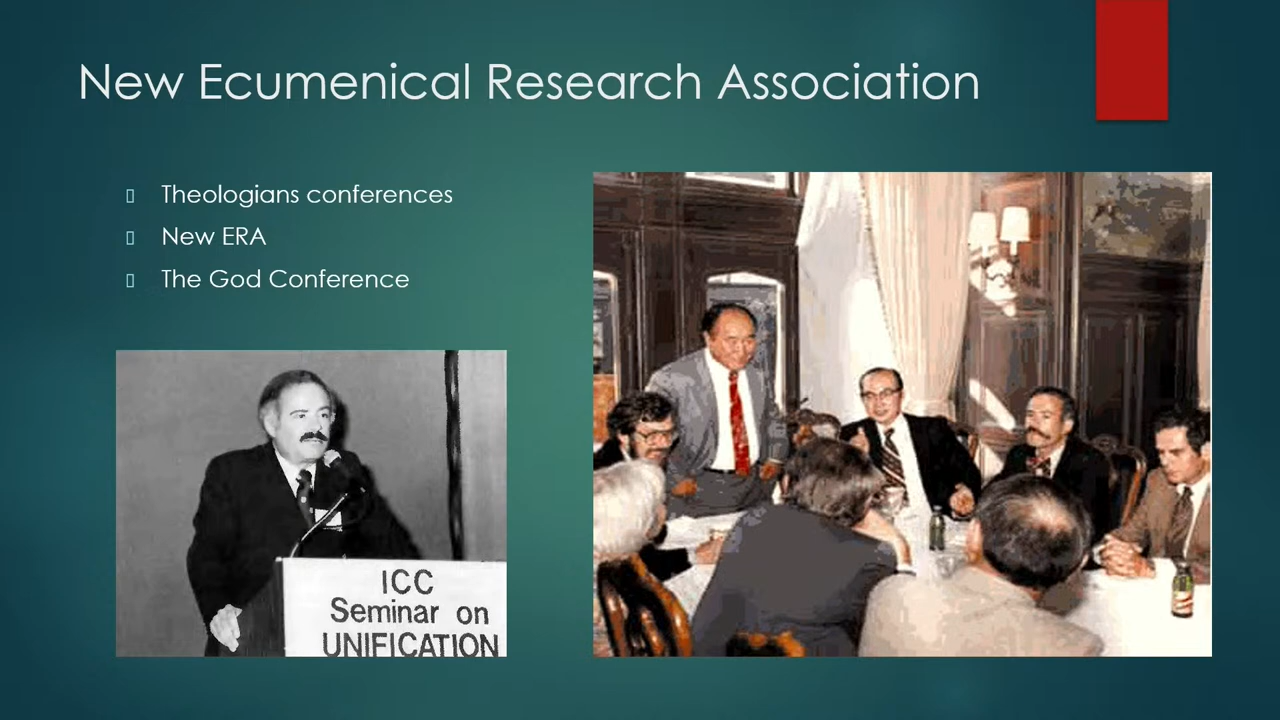 New Ecumenical Research Association
Theologians conferences
New ERA
The God Conference
ICC
Seminar on
UNIFICATION